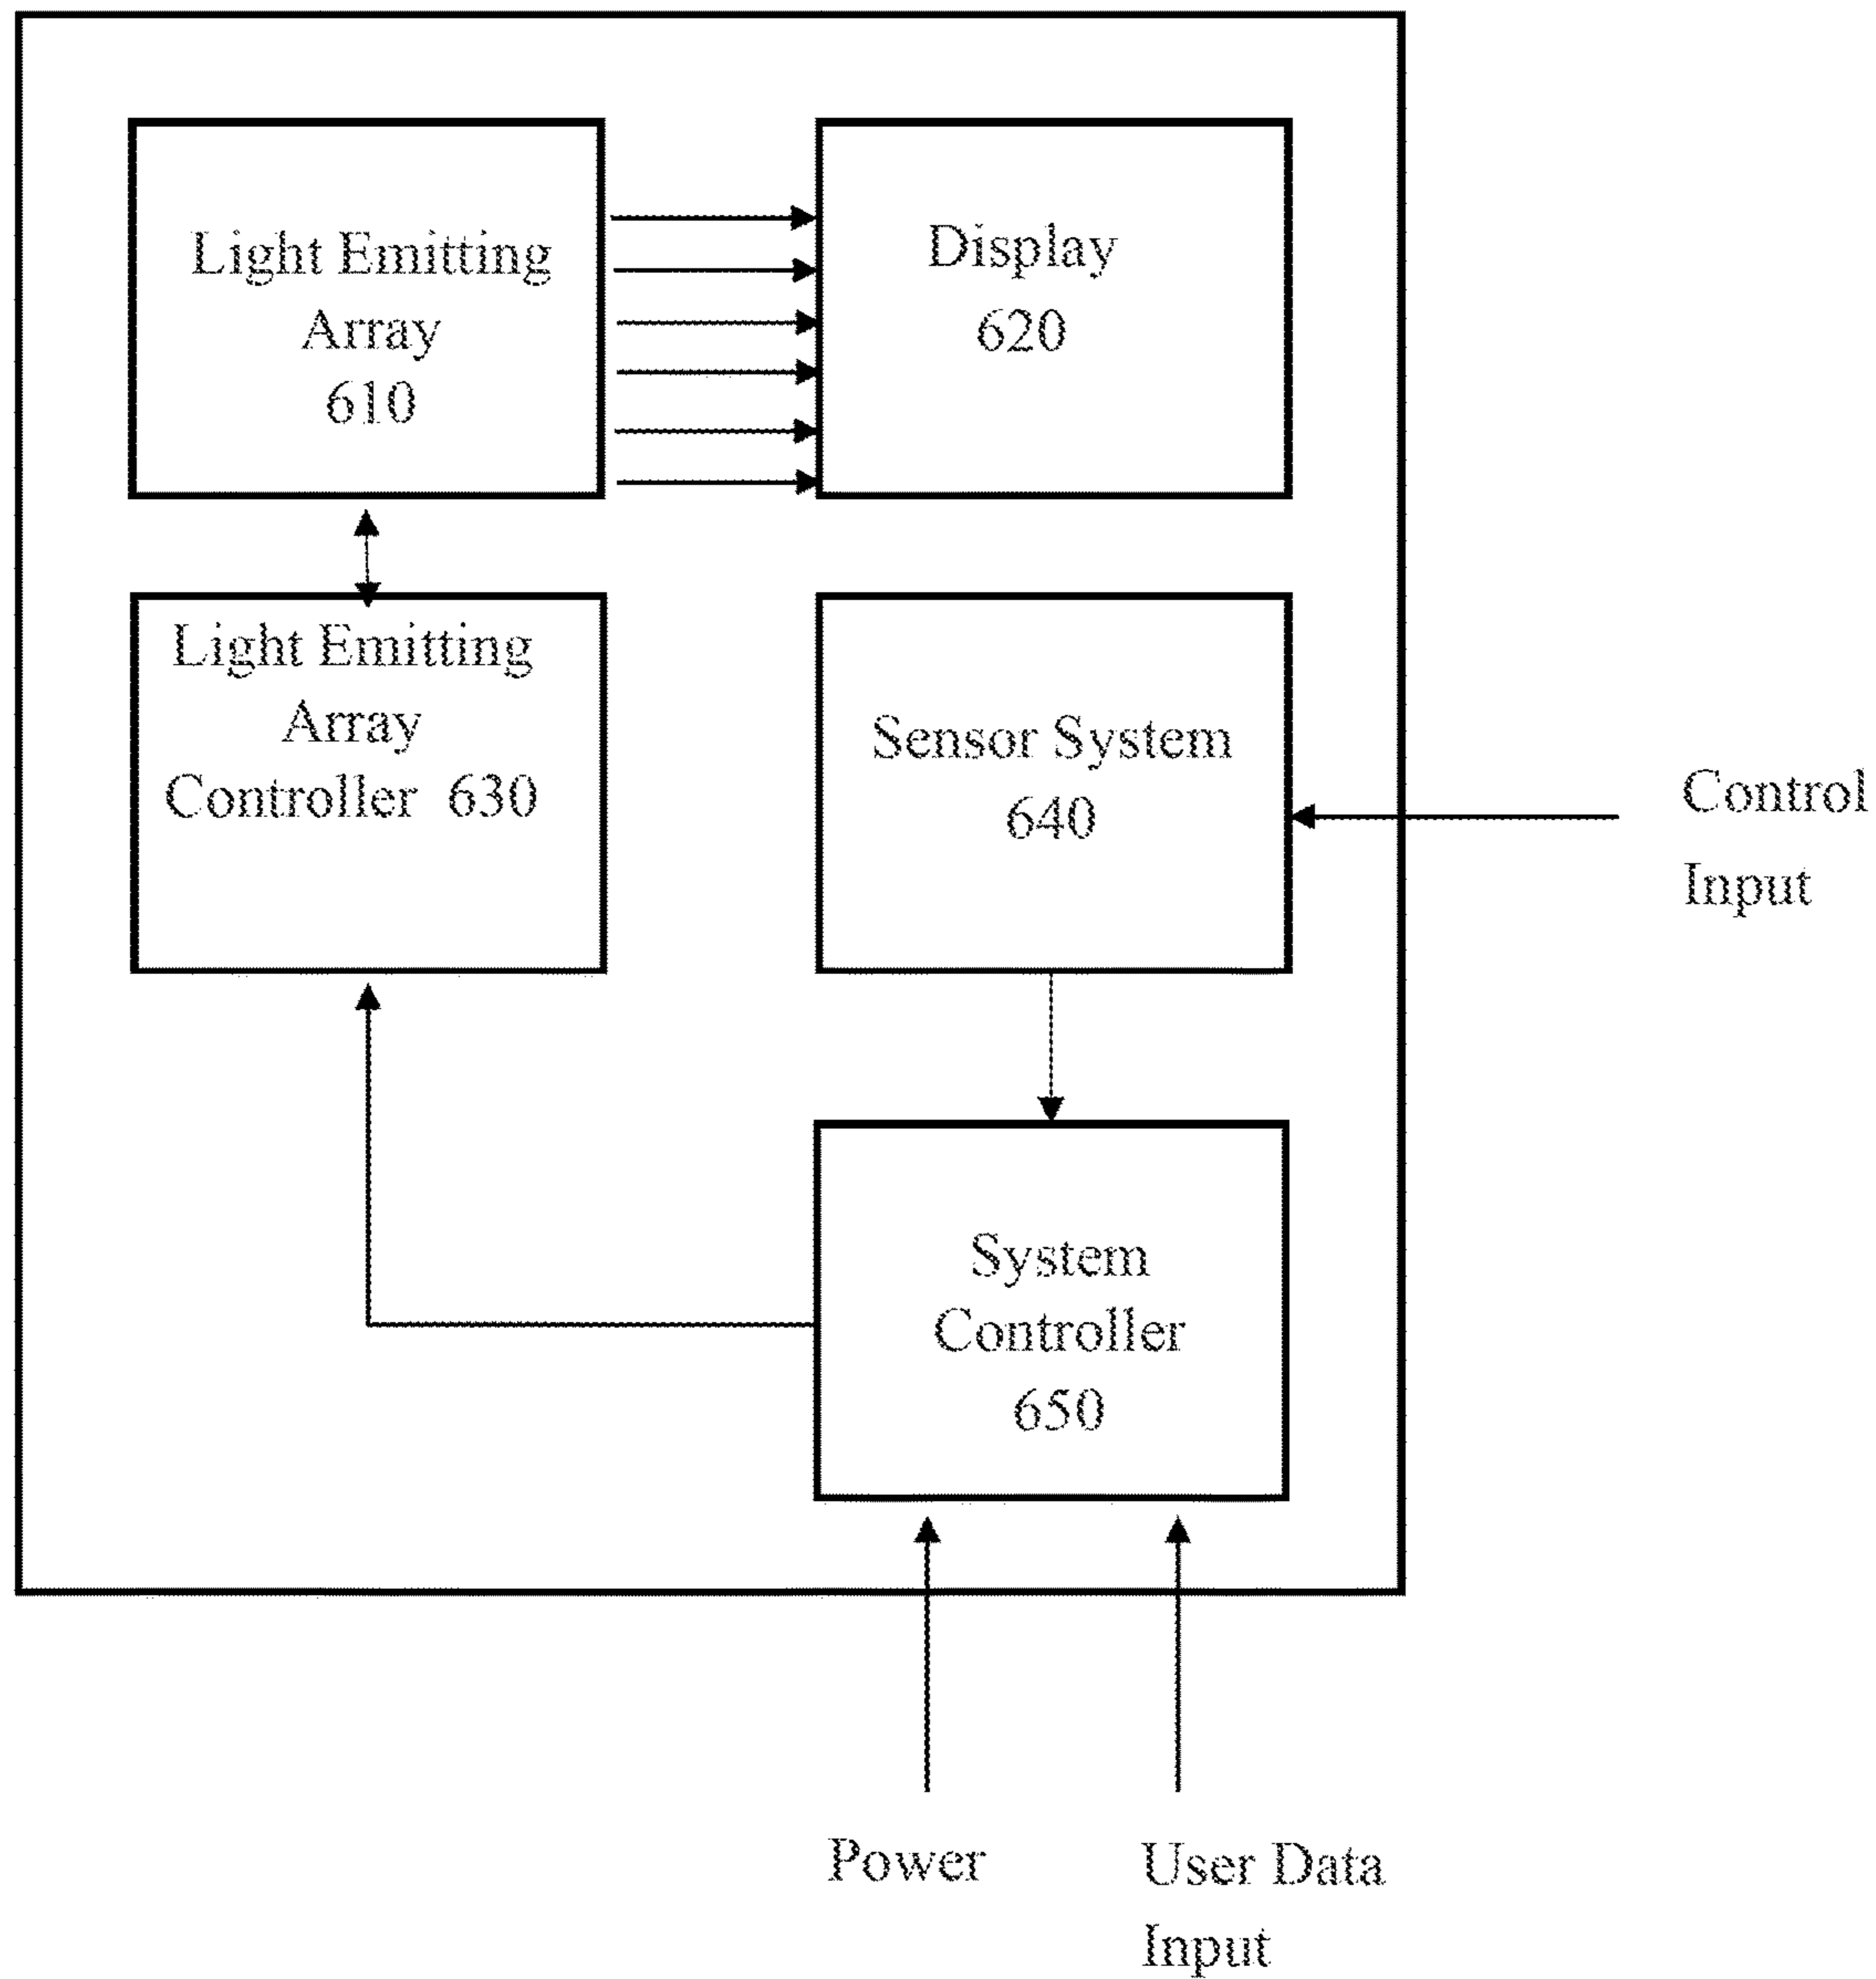 Light Emitting
Array
610
Display
620
Light Emitting
Array
Controller 630
Sensor System
640
Control
Input
System
Controller
650
Power
User Data
Input